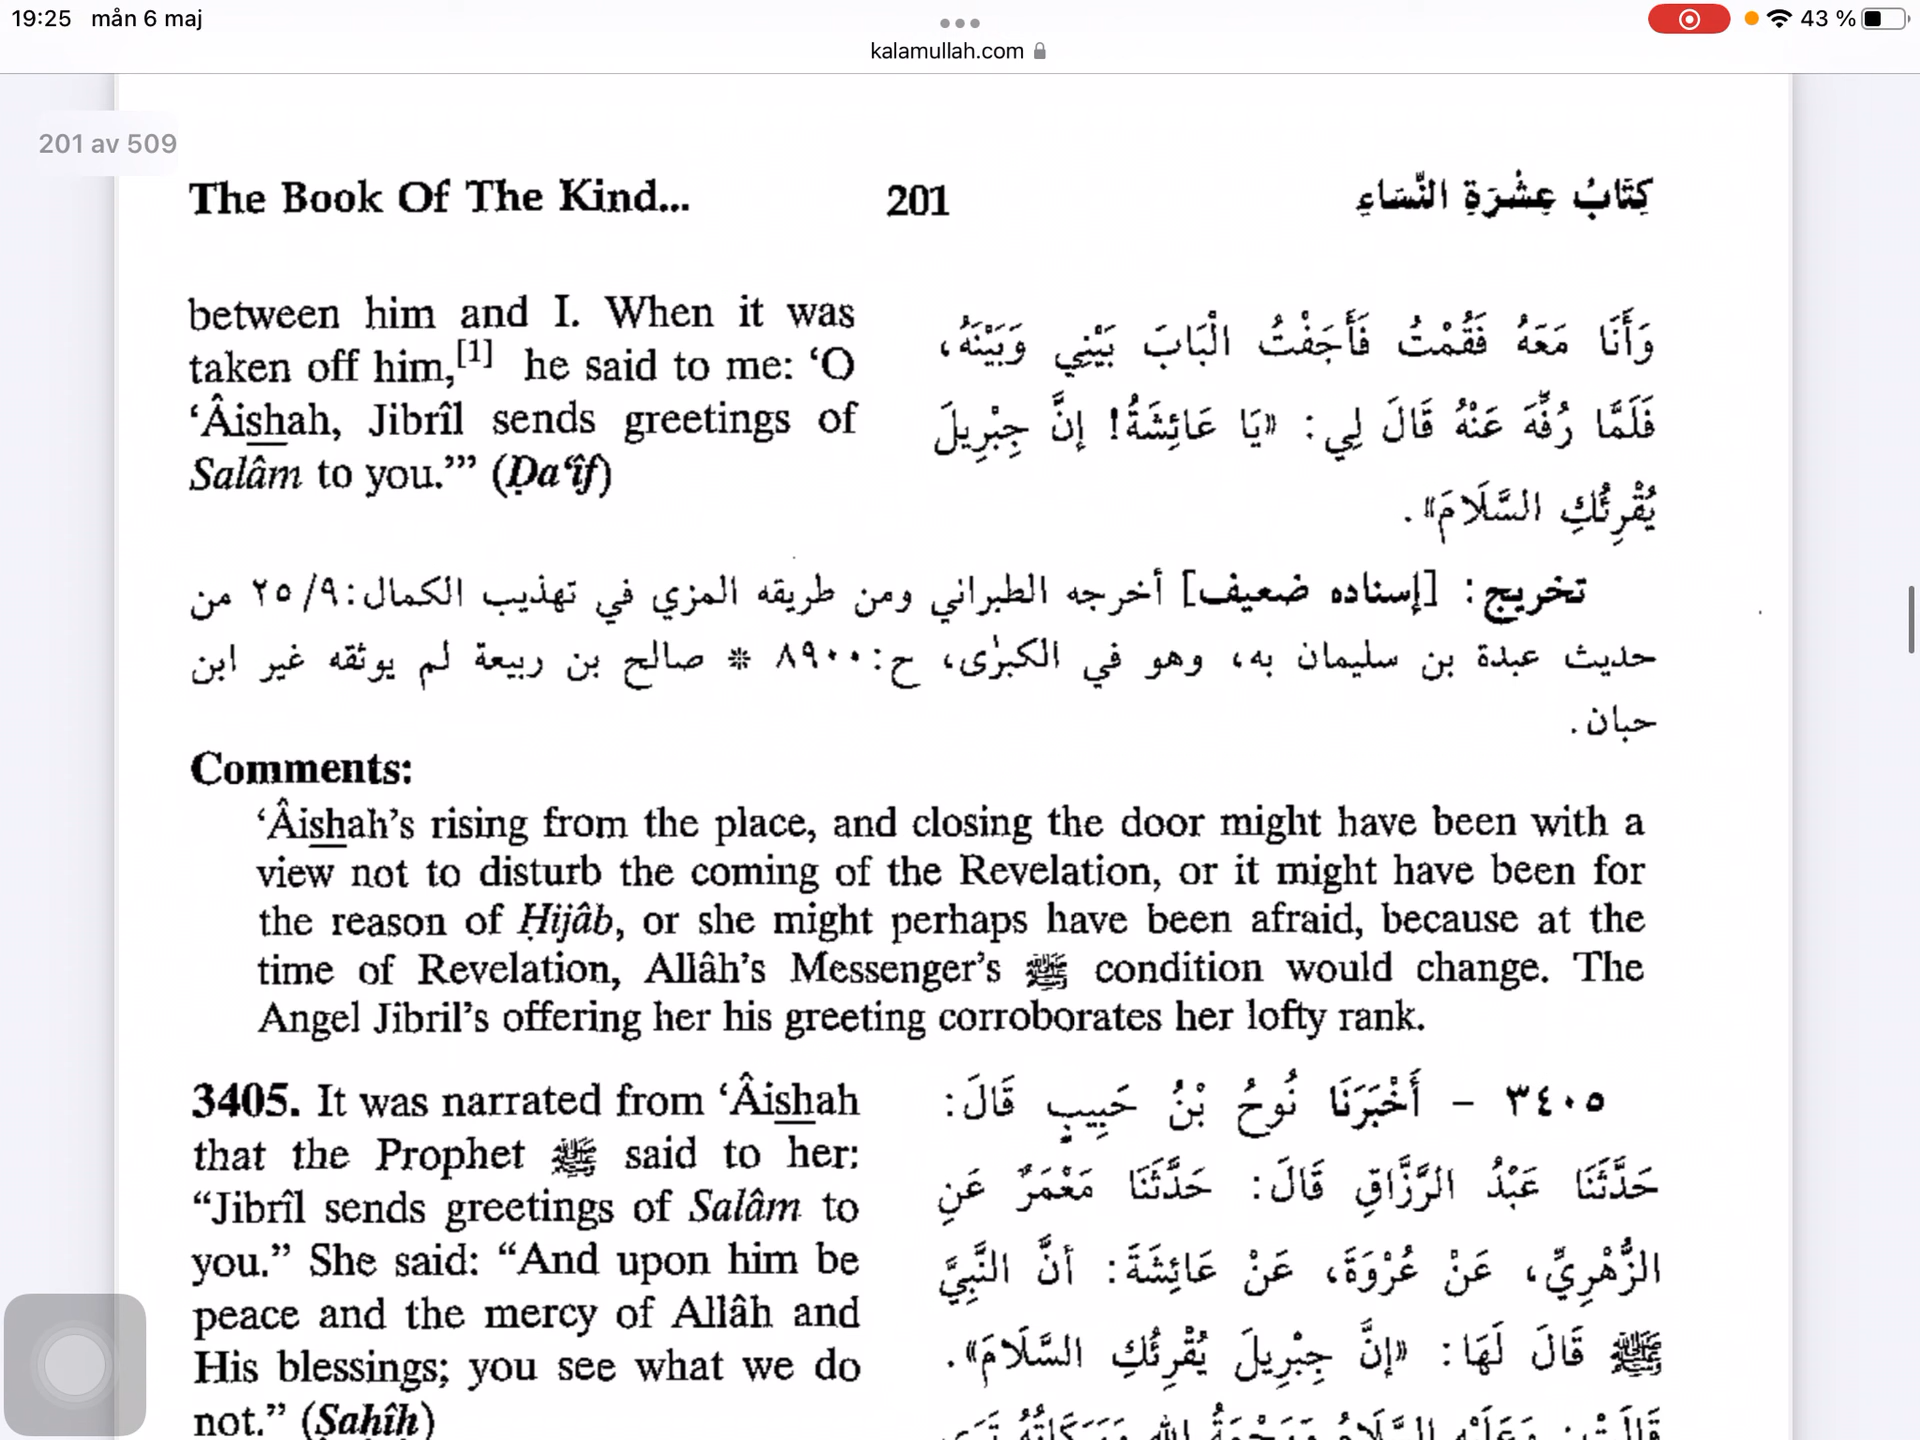 19:25 mån 6 maj
43 %
kalamullah.com
201 av 509
The Book Of The Kind... 201 كِتَابُ عِشْرَةِ النِّسَاءِ
between him and I. When it was
taken off him,[1] he said to me: ‘O
‘Âishah, Jibrîl sends greetings of
Salâm to you.’” (Ḍa‘îf)
وَأَنَا مَعَهُ فَقُمْتُ فَأَجَفْتُ الْبَابَ بَيْنِي وَبَيْنَهُ،
فَلَمَّا رُفِّهَ عَنْهُ قَالَ لِي: «يَا عَائِشَةُ! إِنَّ جِبْرِيلَ
يُقْرِئُكِ السَّلَامَ».
تخريج: [إسناده ضعيف] أخرجه الطبراني ومن طريقه المزي في تهذيب الكمال: ٩/ ٢٥ من
حديث عبدة بن سليمان به، وهو في الكبرٰى، ح: ٨٩٠٠ * صالح بن ربيعة لم يوثقه غير ابن
حبان.
Comments:
‘Âishah’s rising from the place, and closing the door might have been with a
view not to disturb the coming of the Revelation, or it might have been for
the reason of Ḥijâb, or she might perhaps have been afraid, because at the
time of Revelation, Allâh’s Messenger’s ﷺ condition would change. The
Angel Jibril’s offering her his greeting corroborates her lofty rank.
3405. It was narrated from ‘Âishah
that the Prophet ﷺ said to her:
“Jibrîl sends greetings of Salâm to
you.” She said: “And upon him be
peace and the mercy of Allâh and
His blessings; you see what we do
not.” (Ṣaḥîḥ)
٣٤٠٥ – أَخْبَرَنَا نُوحُ بْنُ حَبِيبٍ قَالَ:
حَدَّثَنَا عَبْدُ الرَّزَّاقِ قَالَ: حَدَّثَنَا مَعْمَرٌ عَنِ
الزُّهْرِيِّ، عَنْ عُرْوَةَ، عَنْ عَائِشَةَ: أَنَّ النَّبِيَّ
ﷺ قَالَ لَهَا: «إِنَّ جِبْرِيلَ يُقْرِئُكِ السَّلَامَ».
قَالَتْ: وَعَلَيْهِ السَّلَامُ وَرَحْمَةُ اللهِ وَبَرَكَاتُهُ تَرَى